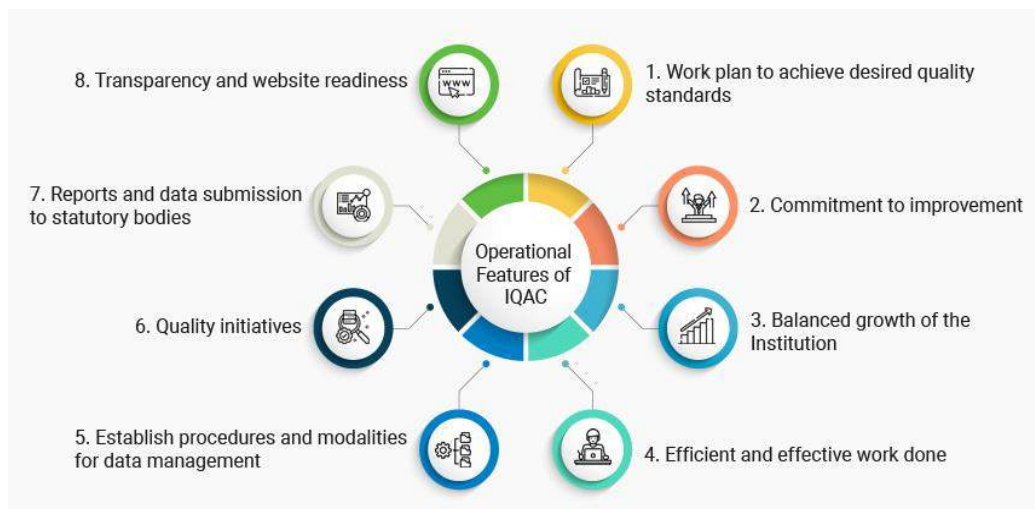 8. Transparency and website readiness
1. Work plan to achieve desired quality
standards
7. Reports and data submission
to statutory bodies
2. Commitment to improvement
Operational
Features of
IQAC
6. Quality initiatives
3. Balanced growth of the
Institution
5. Establish procedures and modalities
for data management
4. Efficient and effective work done
WWW